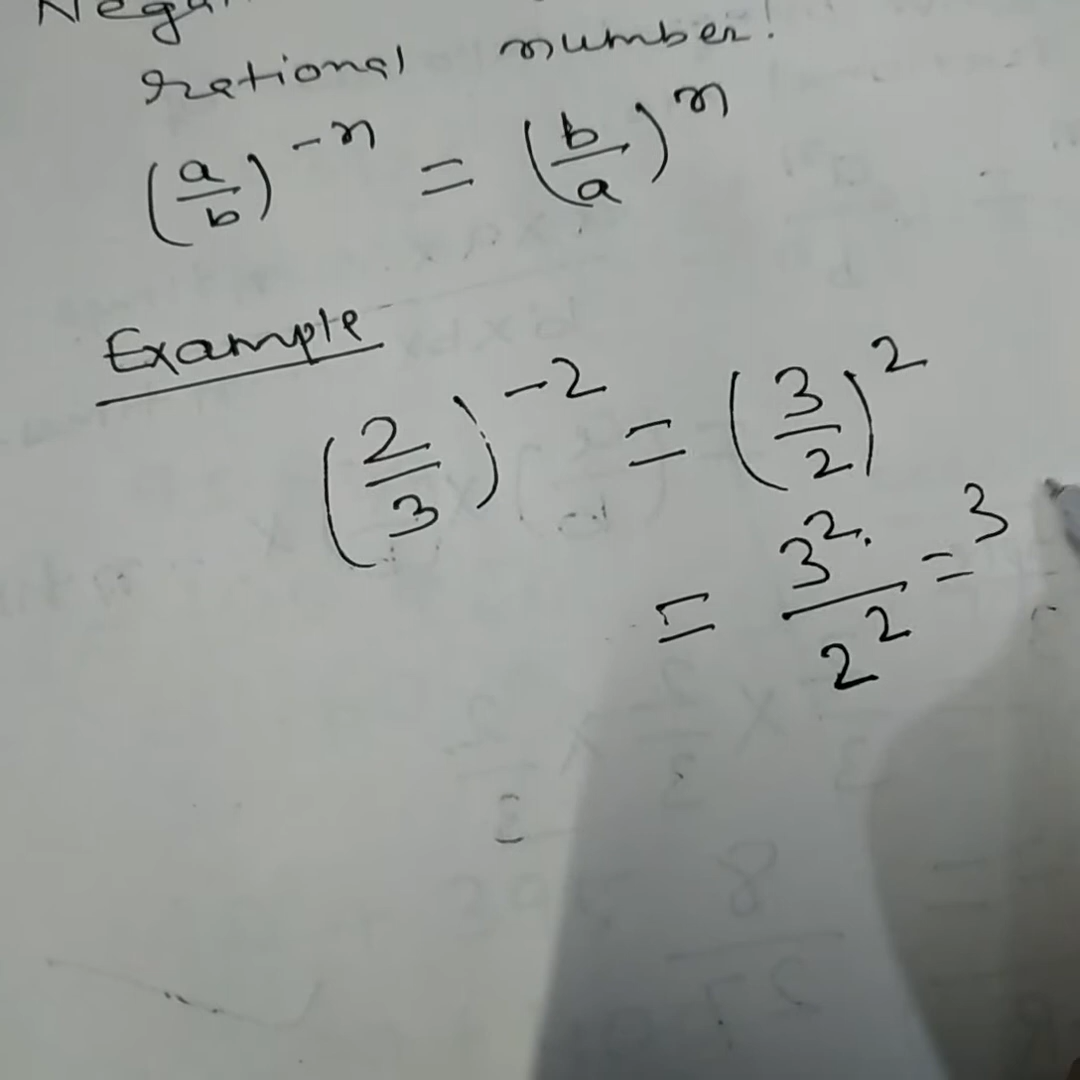 rational number!
(a/b)^-n = (b/a)^n
Example
(2/3)^-2 = (3/2)^2
= 3^2/2^2 = 3